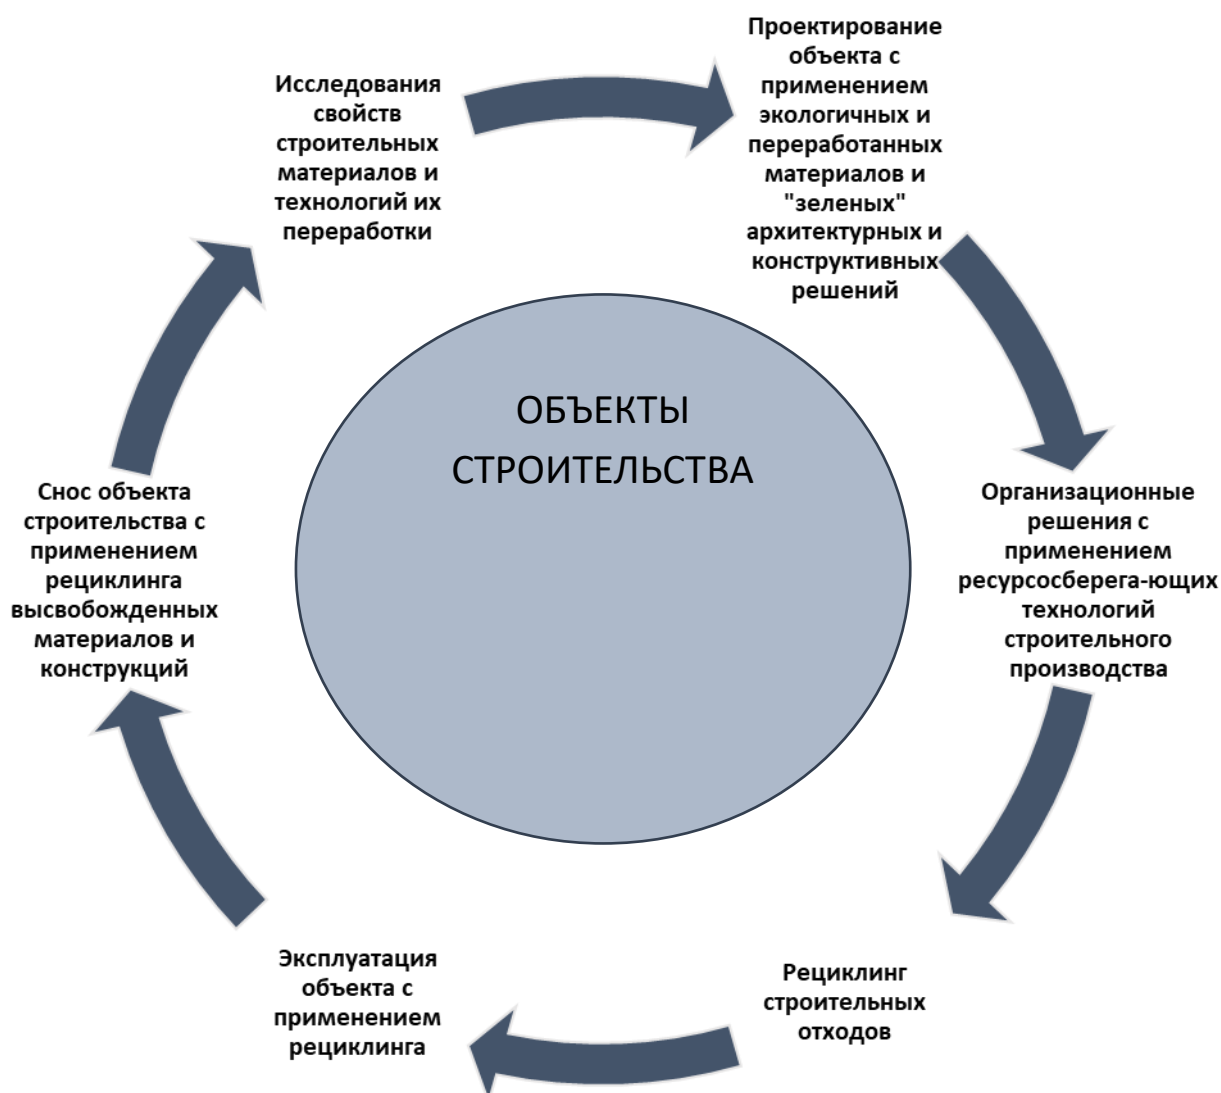 Исследования
свойств
строительных
материалов и
технологий их
переработки
Проектирование
объекта с
применением
экологичных и
переработанных
материалов и
"зеленых"
архитектурных и
конструктивных
решений
ОБЪЕКТЫ
СТРОИТЕЛЬСТВА
Организационные
решения с
применением
ресурсосберега-ющих
технологий
строительного
производства
Рециклинг
строительных
отходов
Эксплуатация
объекта с
применением
рециклинга
Снос объекта
строительства с
применением
рециклинга
высвобожденных
материалов и
конструкций